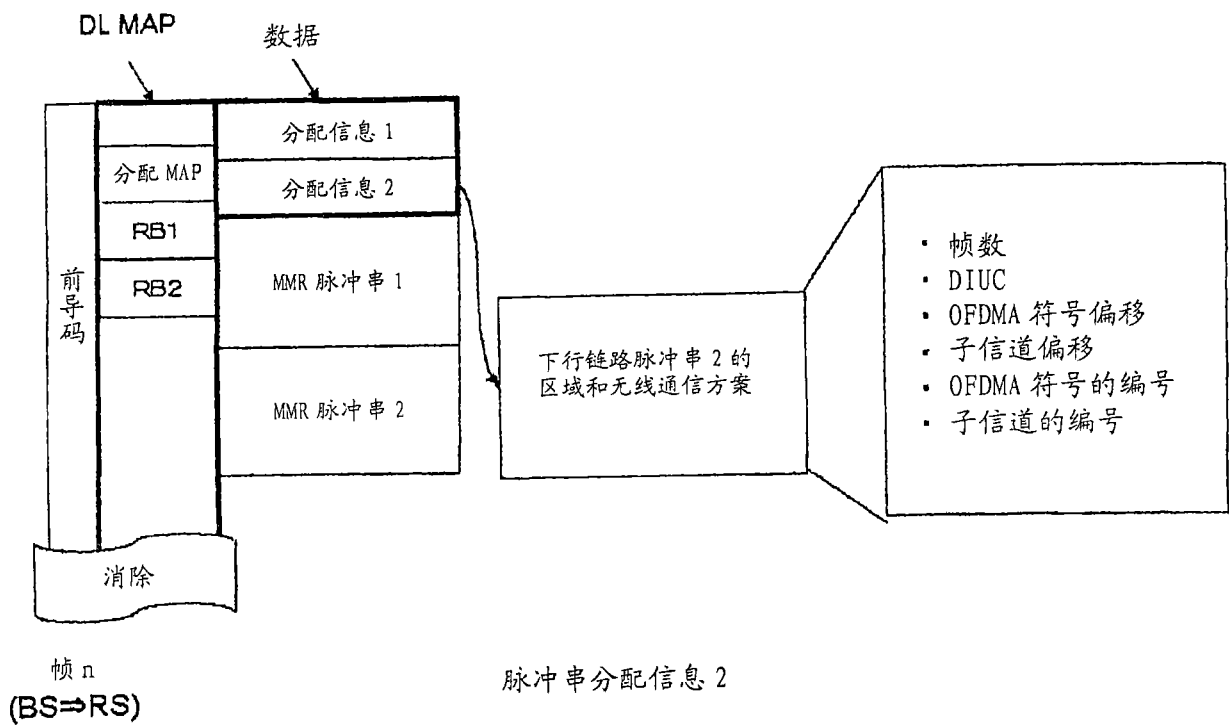 DL MAP
数据
分配信息 1
分配 MAP
分配信息 2
RB1
RB2
前导码
MMR 脉冲串 1
MMR 脉冲串 2
消除
下行链路脉冲串 2 的
区域和无线通信方案
· 帧数
· DIUC
· OFDMA 符号偏移
· 子信道偏移
· OFDMA 符号的编号
· 子信道的编号
帧 n
(BS⇒RS)
脉冲串分配信息 2